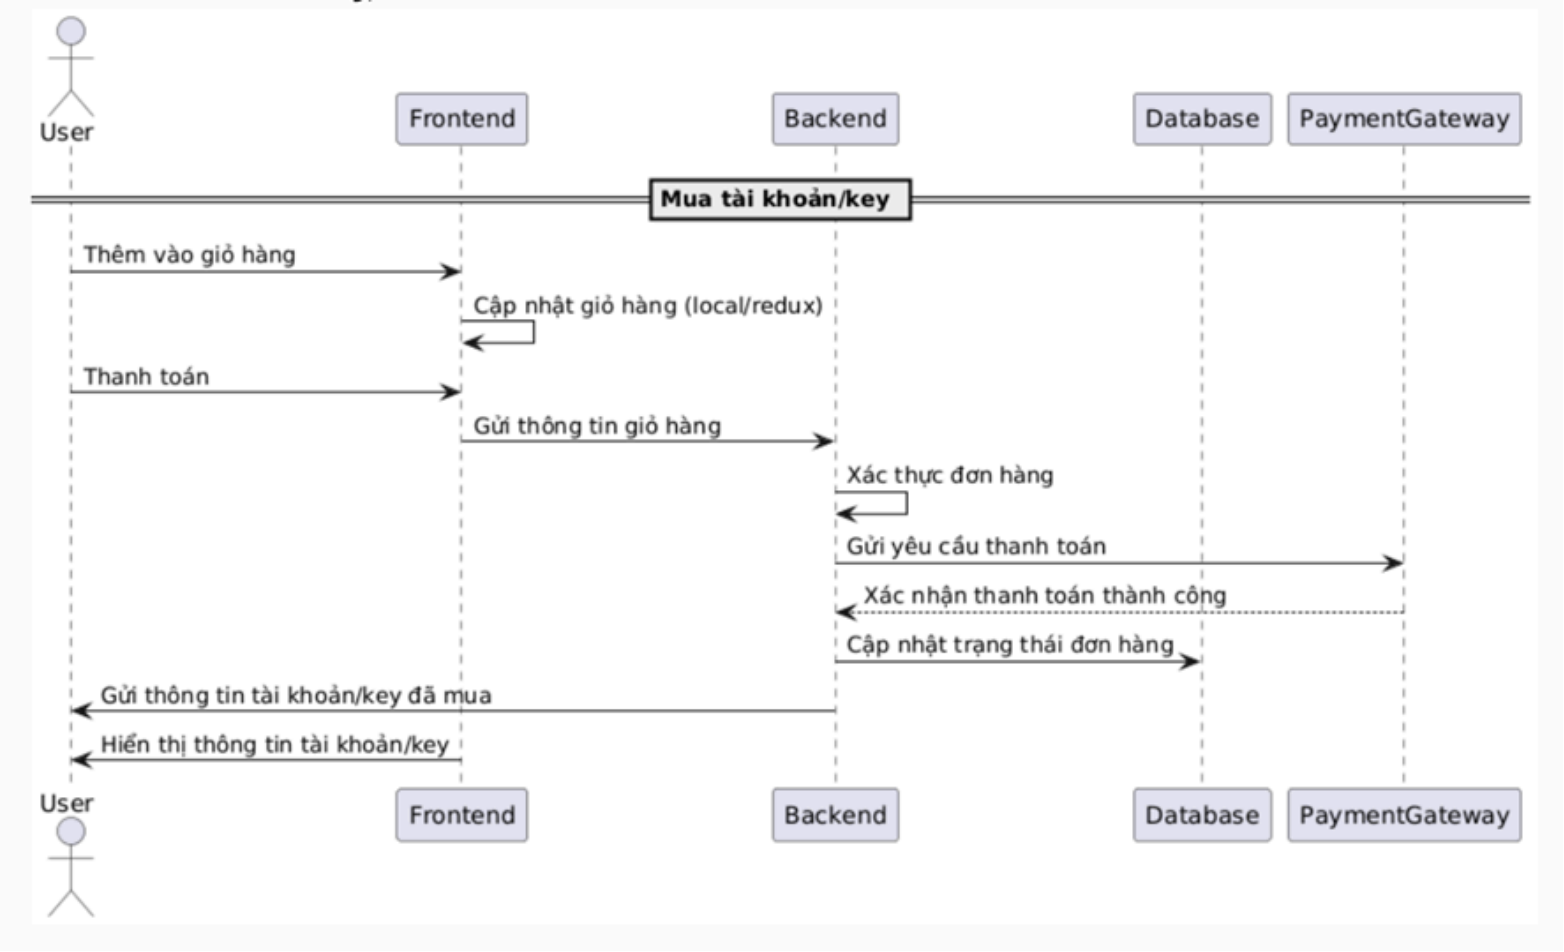 User
Frontend
Backend
Database
PaymentGateway
Mua tài khoản/key
Thêm vào giỏ hàng
Cập nhật giỏ hàng (local/redux)
Thanh toán
Gửi thông tin giỏ hàng
Xác thực đơn hàng
Gửi yêu cầu thanh toán
Xác nhận thanh toán thành công
Cập nhật trạng thái đơn hàng
Gửi thông tin tài khoản/key đã mua
Hiển thị thông tin tài khoản/key
User
Frontend
Backend
Database
PaymentGateway